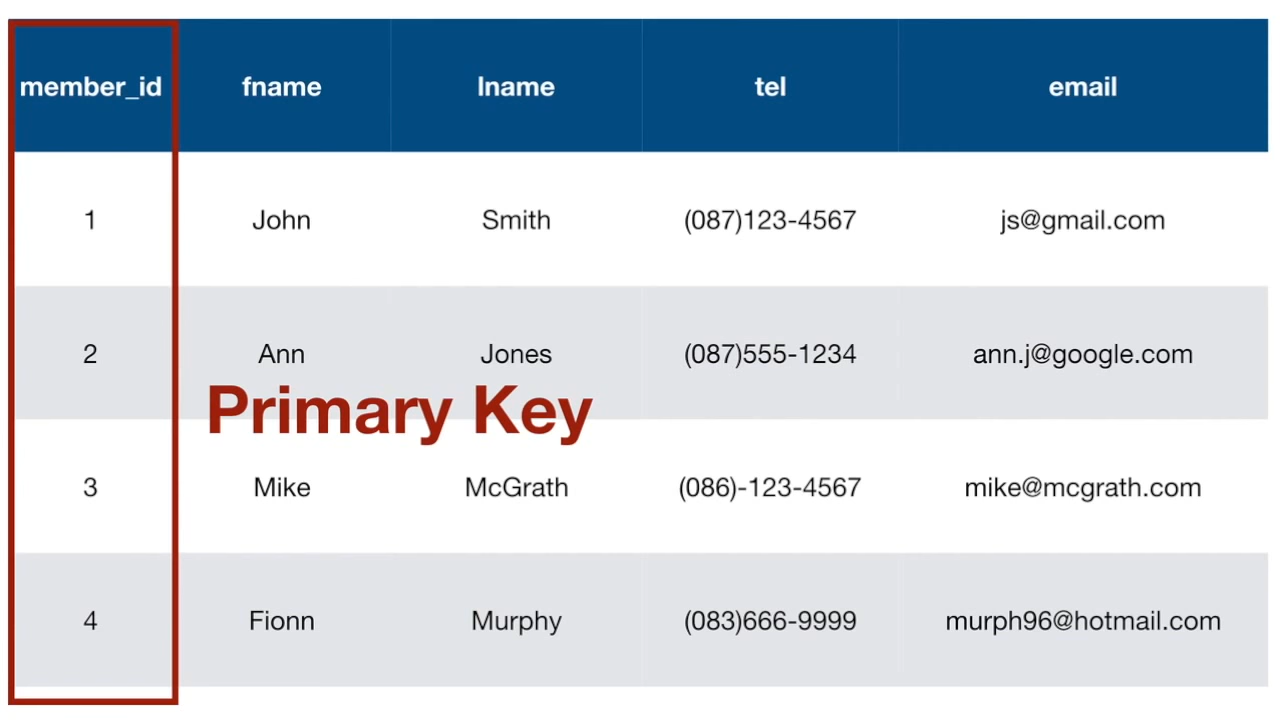 member_id fname lname tel email
1 John Smith (087)123-4567 js@gmail.com
2 Ann Jones (087)555-1234 ann.j@google.com
Primary Key
3 Mike McGrath (086)-123-4567 mike@mcgrath.com
4 Fionn Murphy (083)666-9999 murph96@hotmail.com